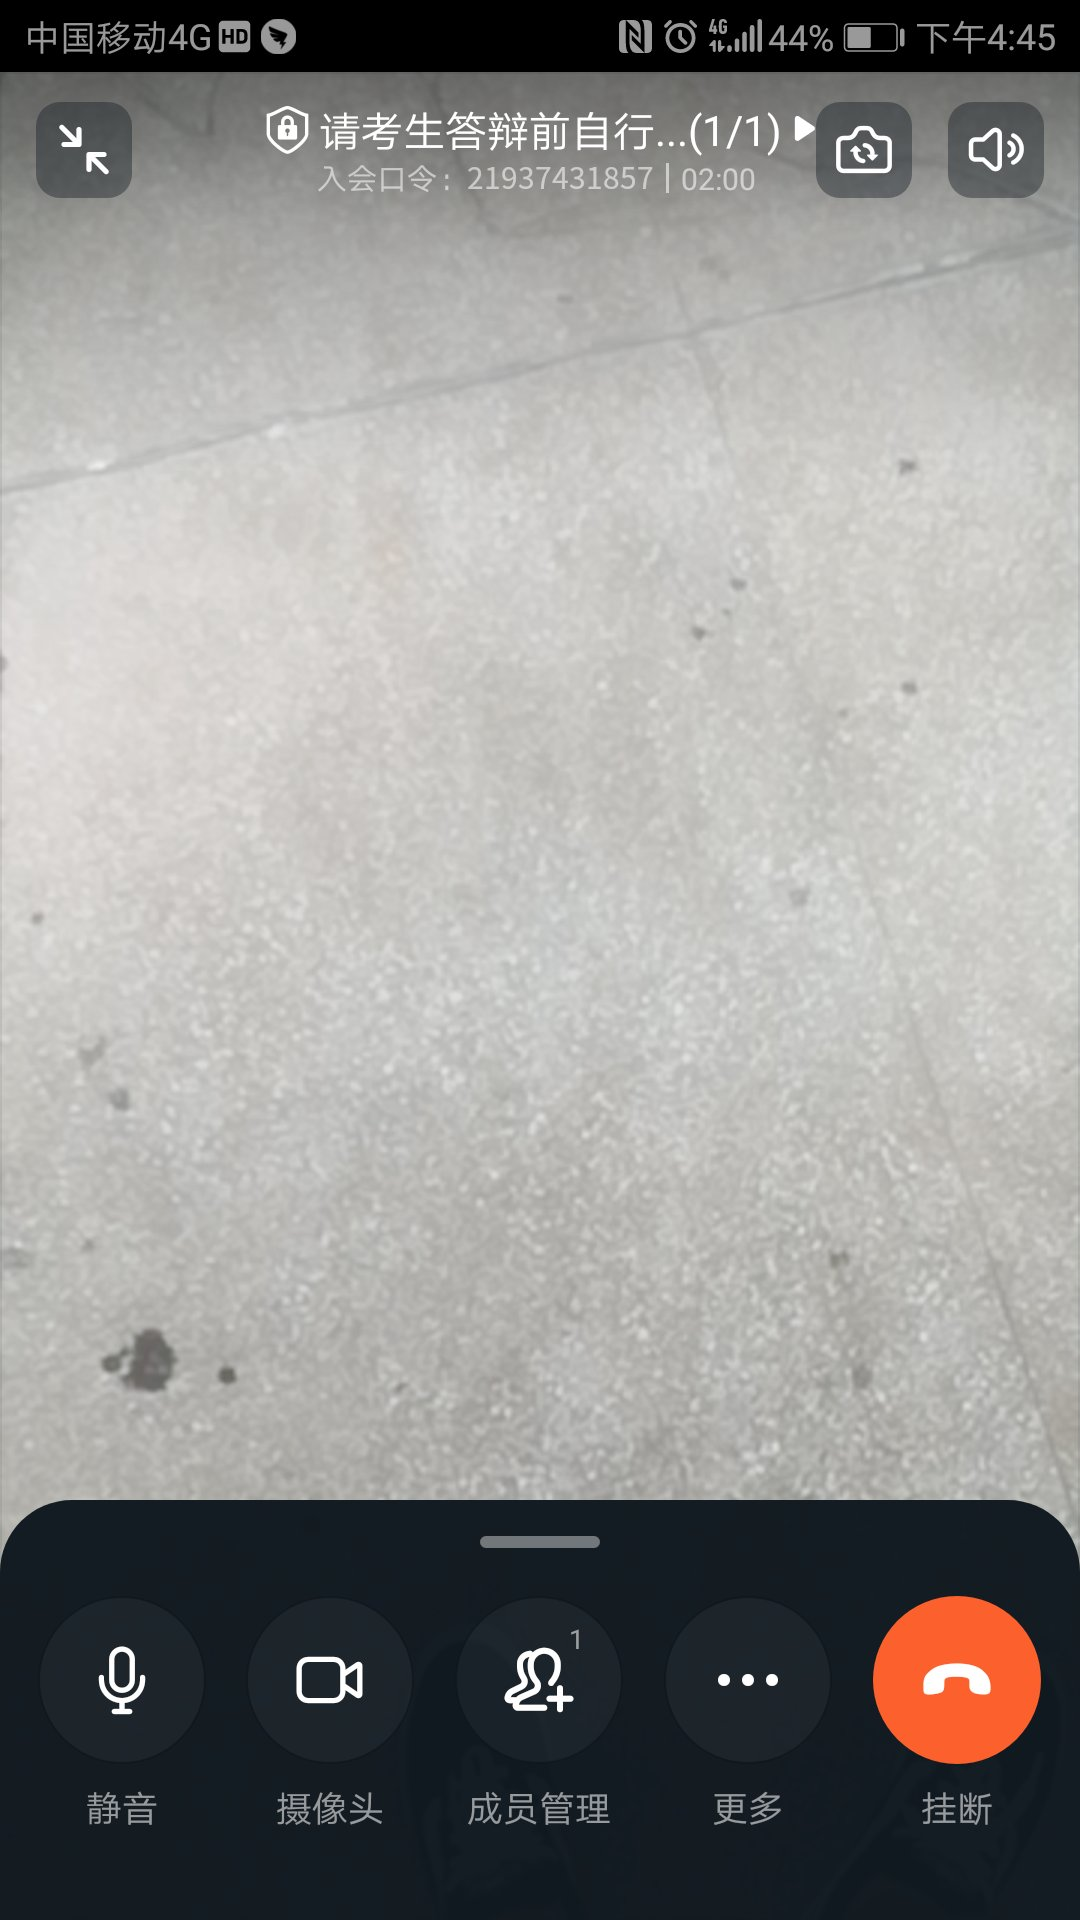 中国移动4G HD 4G 44% 下午4:45
请考生答辩前自行...(1/1)
入会口令: 21937431857 | 02:00
1
静音 摄像头 成员管理 更多 挂断